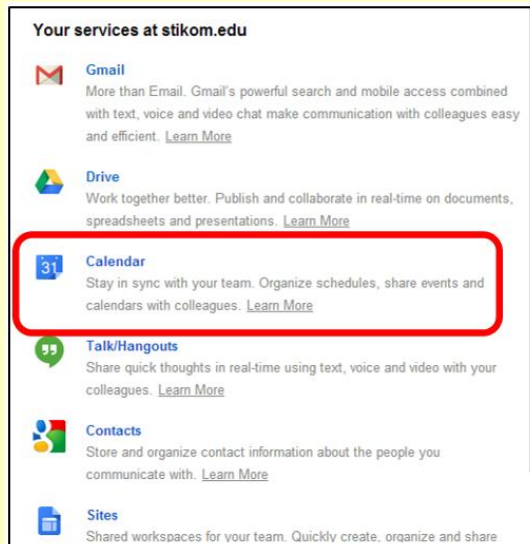 Your services at stikom.edu
Gmail
More than Email. Gmail's powerful search and mobile access combined
with text, voice and video chat make communication with colleagues easy
and efficient. Learn More
Drive
Work together better. Publish and collaborate in real-time on documents,
spreadsheets and presentations. Learn More
31
Calendar
Stay in sync with your team. Organize schedules, share events and
calendars with colleagues. Learn More
Talk/Hangouts
Share quick thoughts in real-time using text, voice and video with your
colleagues. Learn More
Contacts
Store and organize contact information about the people you
communicate with. Learn More
Sites
Shared workspaces for your team. Quickly create, organize and share